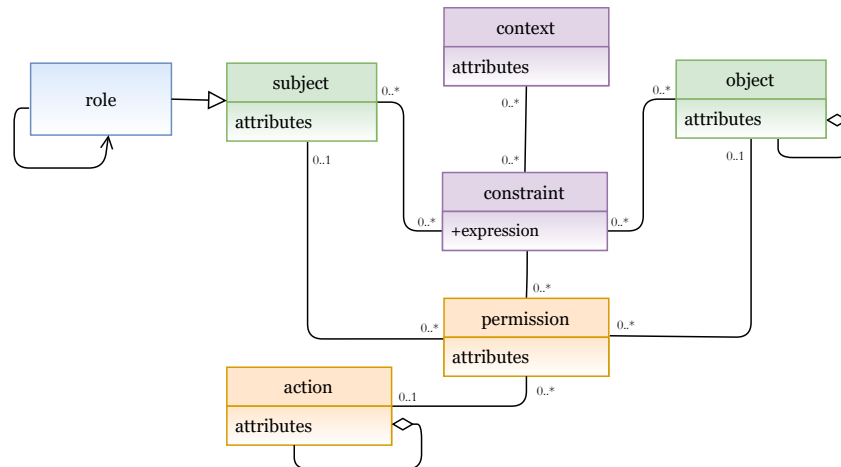 context
attributes
subject
attributes
role
object
attributes
0..*
0..*
0..*
0..1
0..*
0..1
constraint
+expression
0..*
0..*
0..*
permission
attributes
0..*
0..*
action
attributes
0..1
0..*